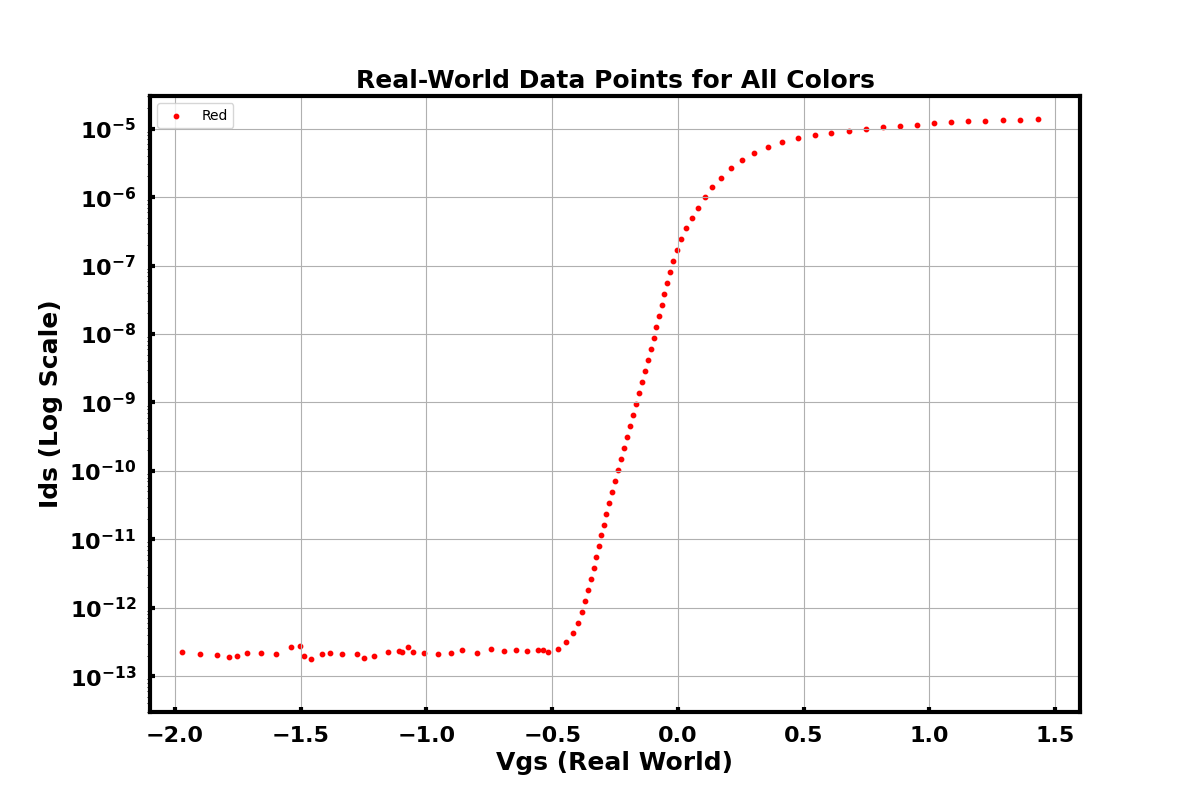 Real-World Data Points for All Colors
Red
10⁻⁵
10⁻⁶
10⁻⁷
10⁻⁸
10⁻⁹
10⁻¹⁰
10⁻¹¹
10⁻¹²
10⁻¹³
Ids (Log Scale)
−2.0 −1.5 −1.0 −0.5 0.0 0.5 1.0 1.5
Vgs (Real World)